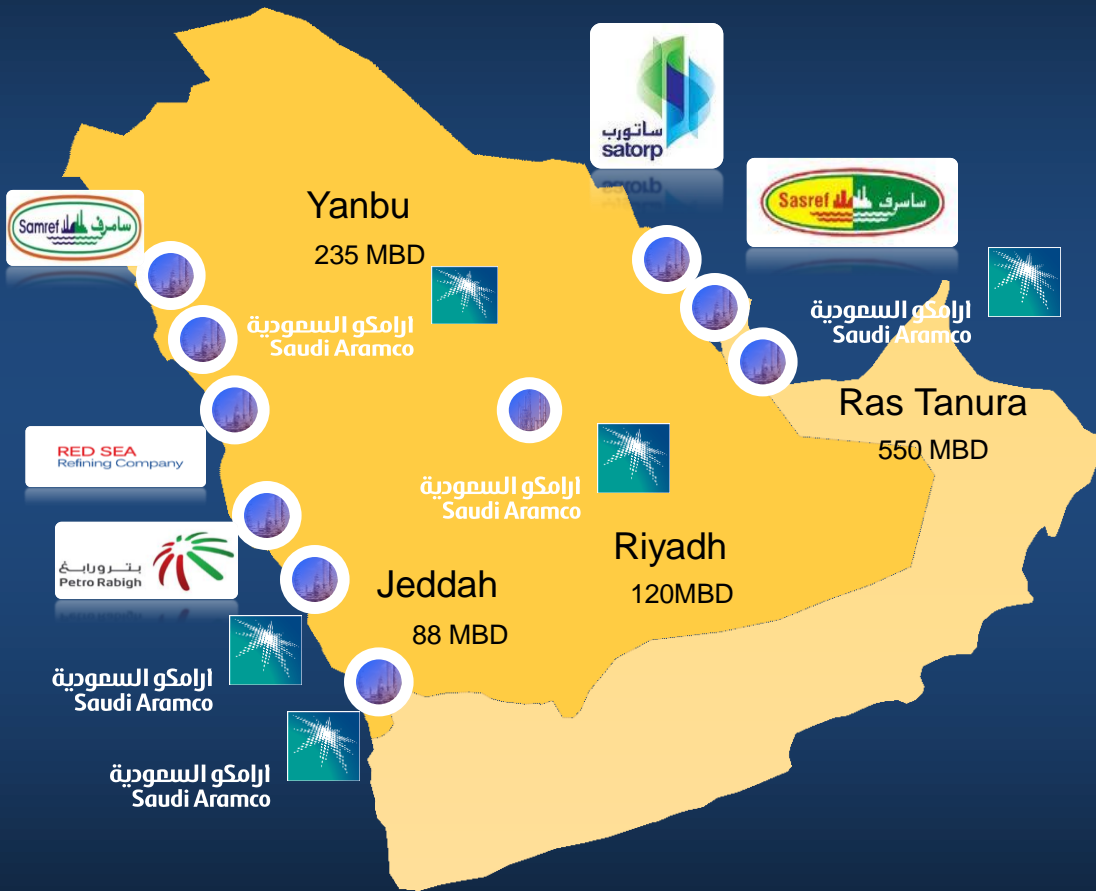 ساتورب
satorp
ساسرف
Sasref
Samref
سامرف
Yanbu
235 MBD
ارامكو السعودية
Saudi Aramco
ارامكو السعودية
Saudi Aramco
Ras Tanura
550 MBD
RED SEA
Refining Company
ارامكو السعودية
Saudi Aramco
Riyadh
120MBD
بترورابغ
Petro Rabigh
Jeddah
88 MBD
ارامكو السعودية
Saudi Aramco
ارامكو السعودية
Saudi Aramco